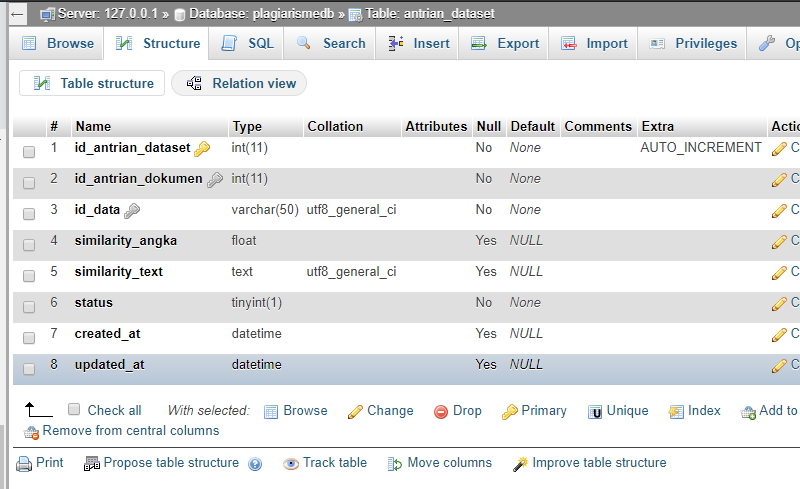 Server: 127.0.0.1 » Database: plagiarismedb » Table: antrian_dataset
Browse Structure SQL Search Insert Export Import Privileges Op
Table structure Relation view
# Name Type Collation Attributes Null Default Comments Extra Actio
1 id_antrian_dataset int(11) No None AUTO_INCREMENT C
2 id_antrian_dokumen int(11) No None C
3 id_data varchar(50) utf8_general_ci No None C
4 similarity_angka float Yes NULL C
5 similarity_text text utf8_general_ci Yes NULL C
6 status tinyint(1) No None C
7 created_at datetime Yes NULL C
8 updated_at datetime Yes NULL C
Check all With selected: Browse Change Drop Primary Unique Index Add to
Remove from central columns
Print Propose table structure Track table Move columns Improve table structure